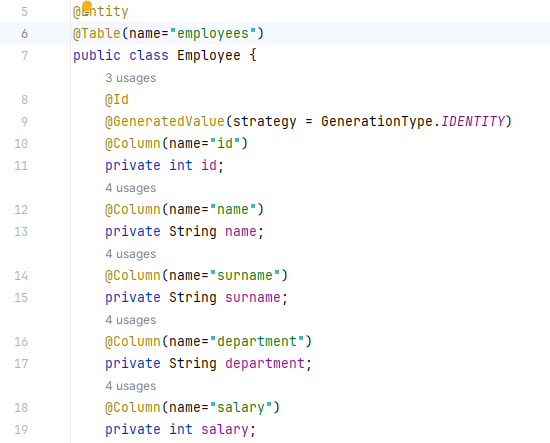 5 @Entity
6 @Table(name="employees")
7 public class Employee {
3 usages
8 @Id
9 @GeneratedValue(strategy = GenerationType.IDENTITY)
10 @Column(name="id")
11 private int id;
4 usages
12 @Column(name="name")
13 private String name;
4 usages
14 @Column(name="surname")
15 private String surname;
4 usages
16 @Column(name="department")
17 private String department;
4 usages
18 @Column(name="salary")
19 private int salary;